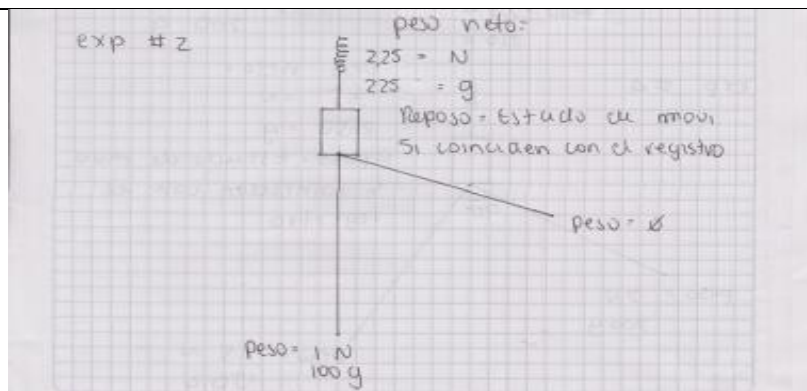 exp # 2
peso neto:
2,25 = N
225 = g
Reposo = Estado de movi
Si coinciden con el registro
peso = Ø
peso = 1 N
100 g